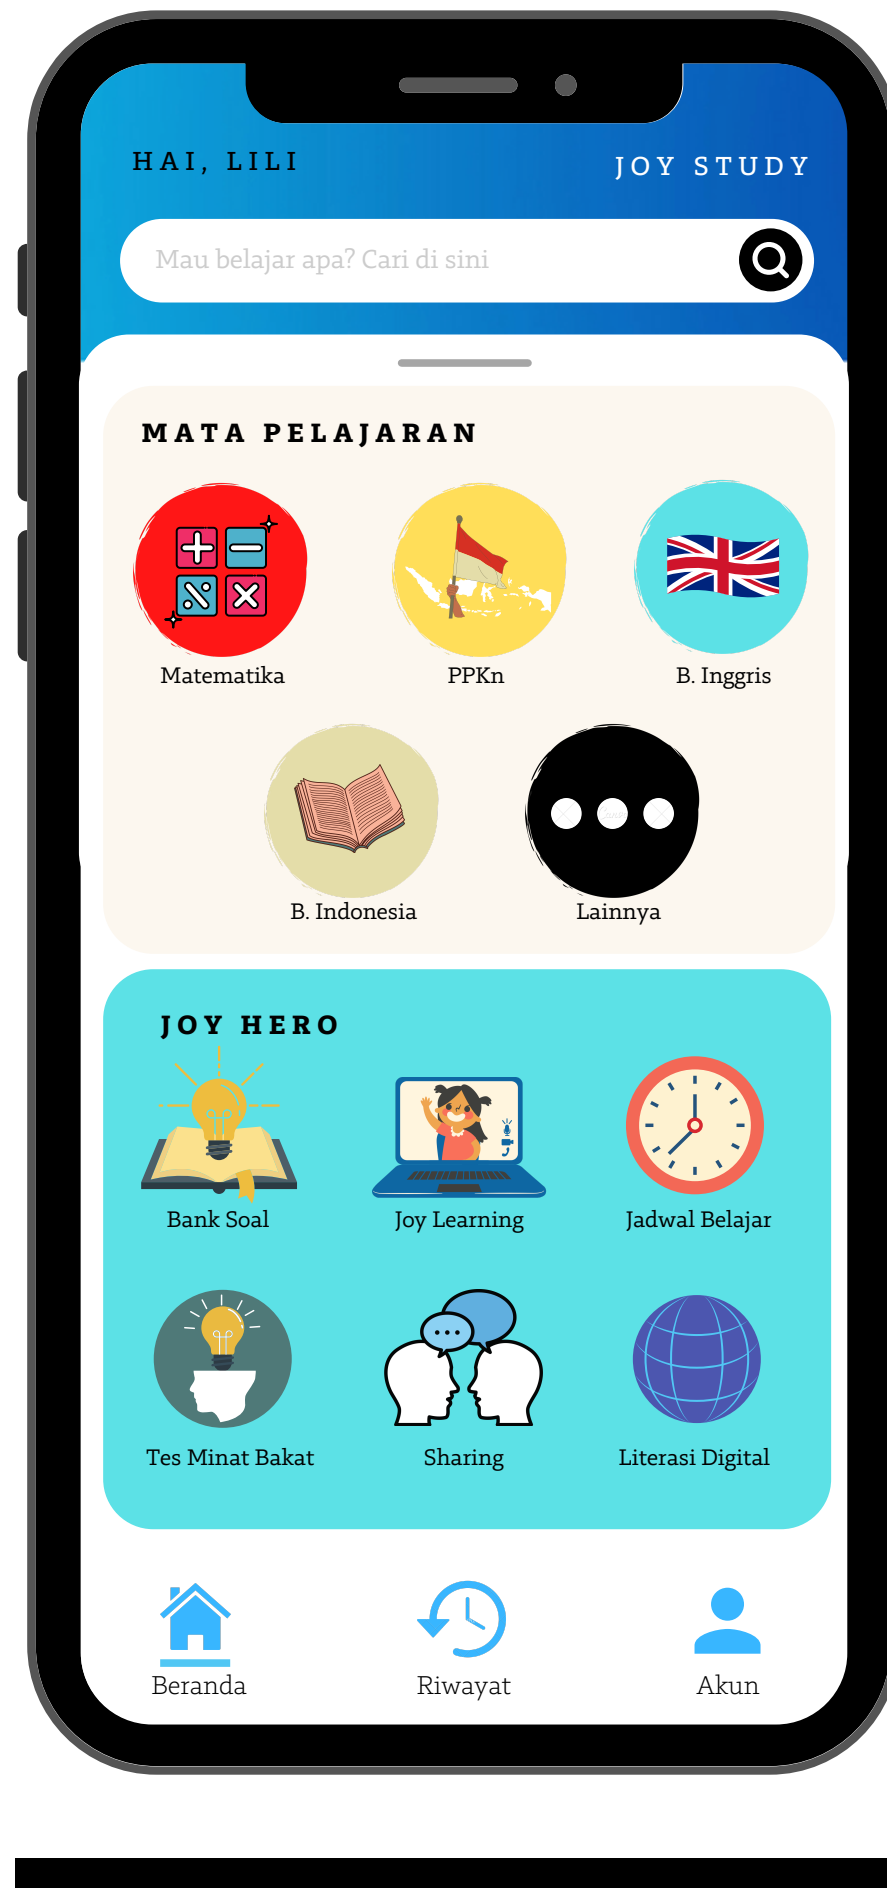 HAI, LILI
JOY STUDY
Mau belajar apa? Cari di sini
MATA PELAJARAN
Matematika
PPKn
B. Inggris
B. Indonesia
Lainnya
JOY HERO
Bank Soal
Joy Learning
Jadwal Belajar
Tes Minat Bakat
Sharing
Literasi Digital
Beranda
Riwayat
Akun